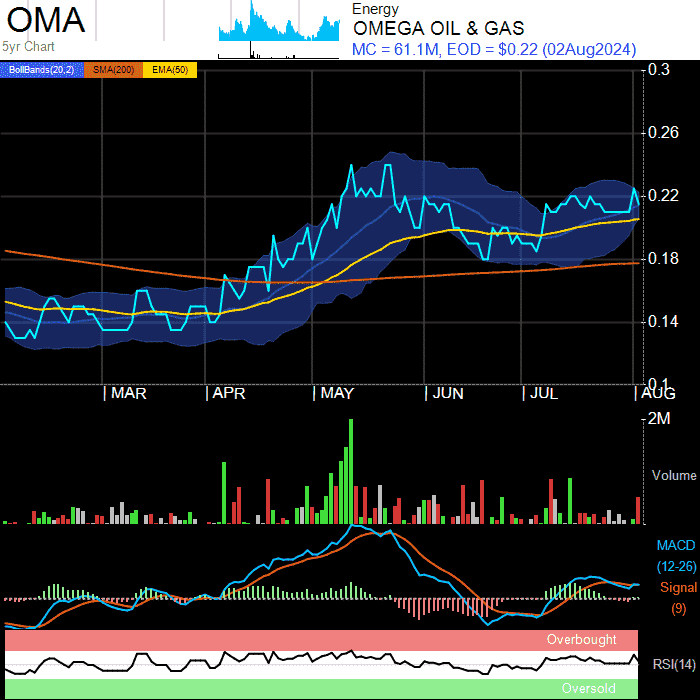 OMA
5yr Chart
Energy
OMEGA OIL & GAS
MC = 61.1M, EOD = $0.22 (02Aug2024)
BollBands(20,2) SMA(200) EMA(50)
0.3
0.26
0.22
0.18
0.14
0.1
MAR APR MAY JUN JUL AUG
2M
Volume
MACD
(12-26)
Signal
(9)
Overbought
RSI(14)
Oversold